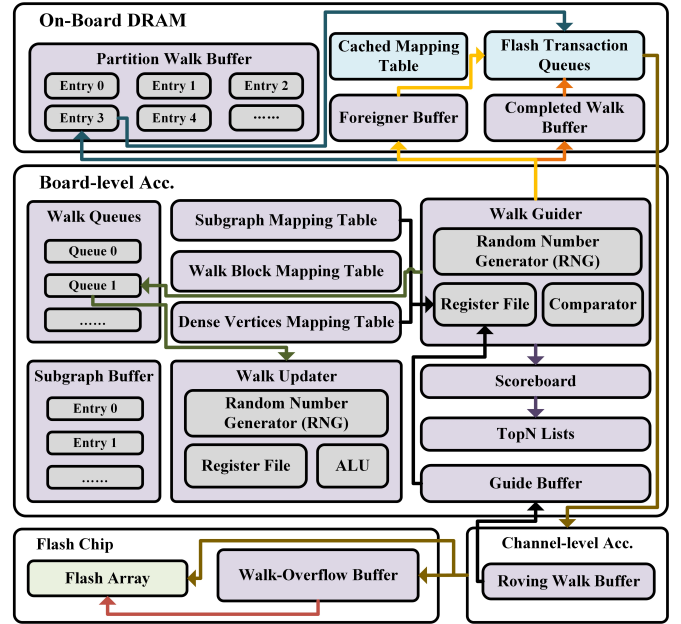 On-Board DRAM
Partition Walk Buffer
Entry 0
Entry 1
Entry 2
Entry 3
Entry 4
......
Cached Mapping
Table
Flash Transaction
Queues
Foreigner Buffer
Completed Walk
Buffer
Board-level Acc.
Walk Queues
Queue 0
Queue 1
......
Subgraph Mapping Table
Walk Block Mapping Table
Dense Vertices Mapping Table
Walk Guider
Random Number
Generator (RNG)
Register File
Comparator
Subgraph Buffer
Entry 0
Entry 1
......
Walk Updater
Random Number
Generator (RNG)
Register File
ALU
Scoreboard
TopN Lists
Guide Buffer
Flash Chip
Flash Array
Walk-Overflow Buffer
Channel-level Acc.
Roving Walk Buffer